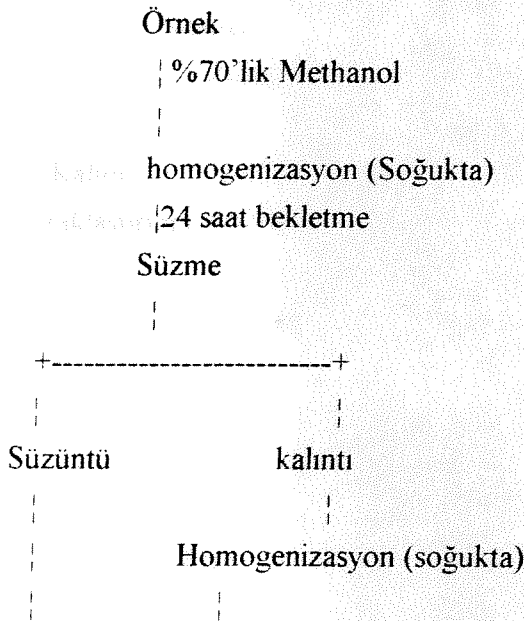 Örnek
%70'lik Methanol
homogenizasyon (Soğukta)
24 saat bekletme
Süzme
Süzüntü kalıntı
Homogenizasyon (soğukta)